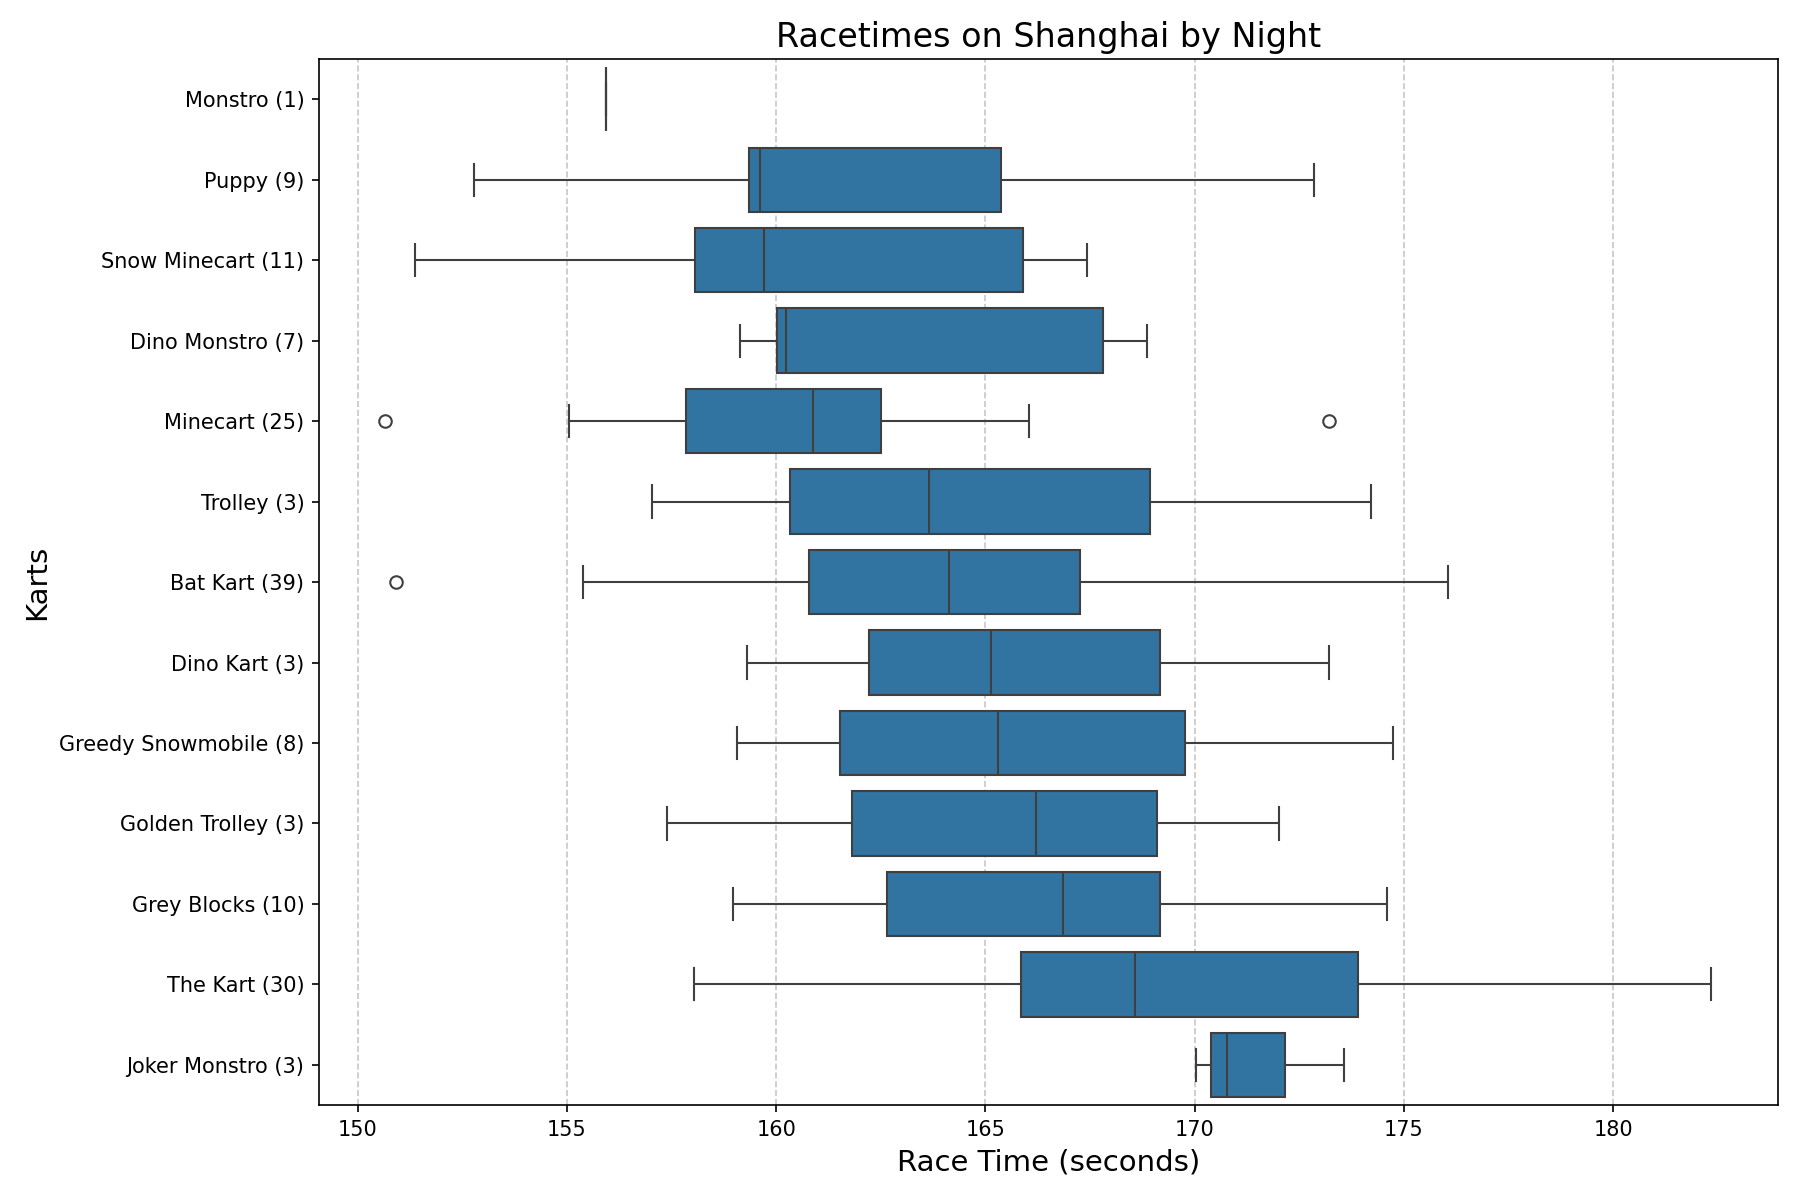 Racetimes on Shanghai by Night
Karts
Monstro (1)
Puppy (9)
Snow Minecart (11)
Dino Monstro (7)
Minecart (25)
Trolley (3)
Bat Kart (39)
Dino Kart (3)
Greedy Snowmobile (8)
Golden Trolley (3)
Grey Blocks (10)
The Kart (30)
Joker Monstro (3)
150 155 160 165 170 175 180
Race Time (seconds)